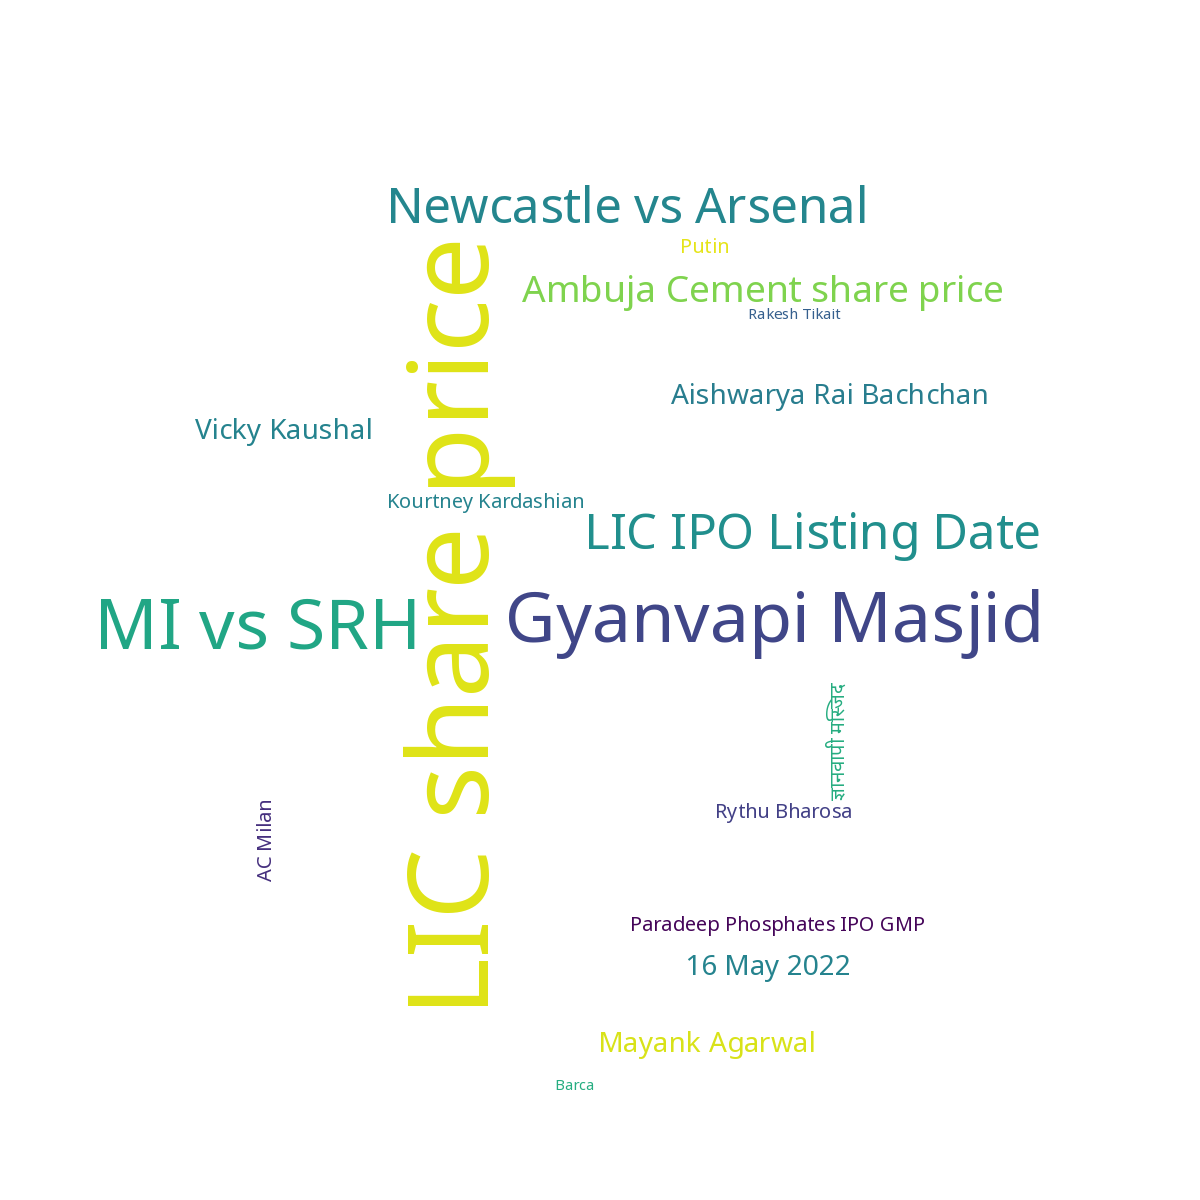 Newcastle vs Arsenal
Putin
Ambuja Cement share price
Rakesh Tikait
Aishwarya Rai Bachchan
Vicky Kaushal
LIC share price
Kourtney Kardashian
LIC IPO Listing Date
MI vs SRH
Gyanvapi Masjid
ज्ञानवापी मस्जिद
AC Milan
Rythu Bharosa
Paradeep Phosphates IPO GMP
16 May 2022
Mayank Agarwal
Barca